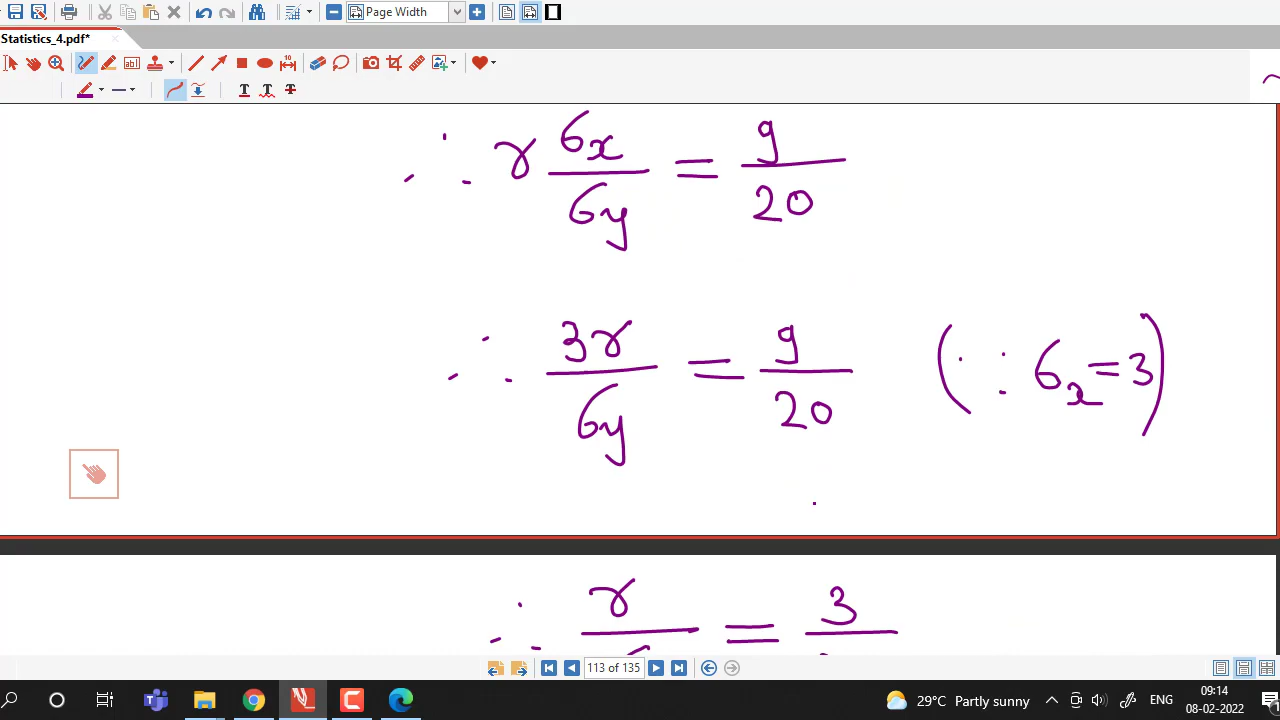 Page Width
Statistics_4.pdf*
∴ r σx/σy = 9/20
∴ 3r/σy = 9/20 (∵ σx = 3)
∴ r/σ = 3/
113 of 135
29°C Partly sunny
ENG
09:14
08-02-2022